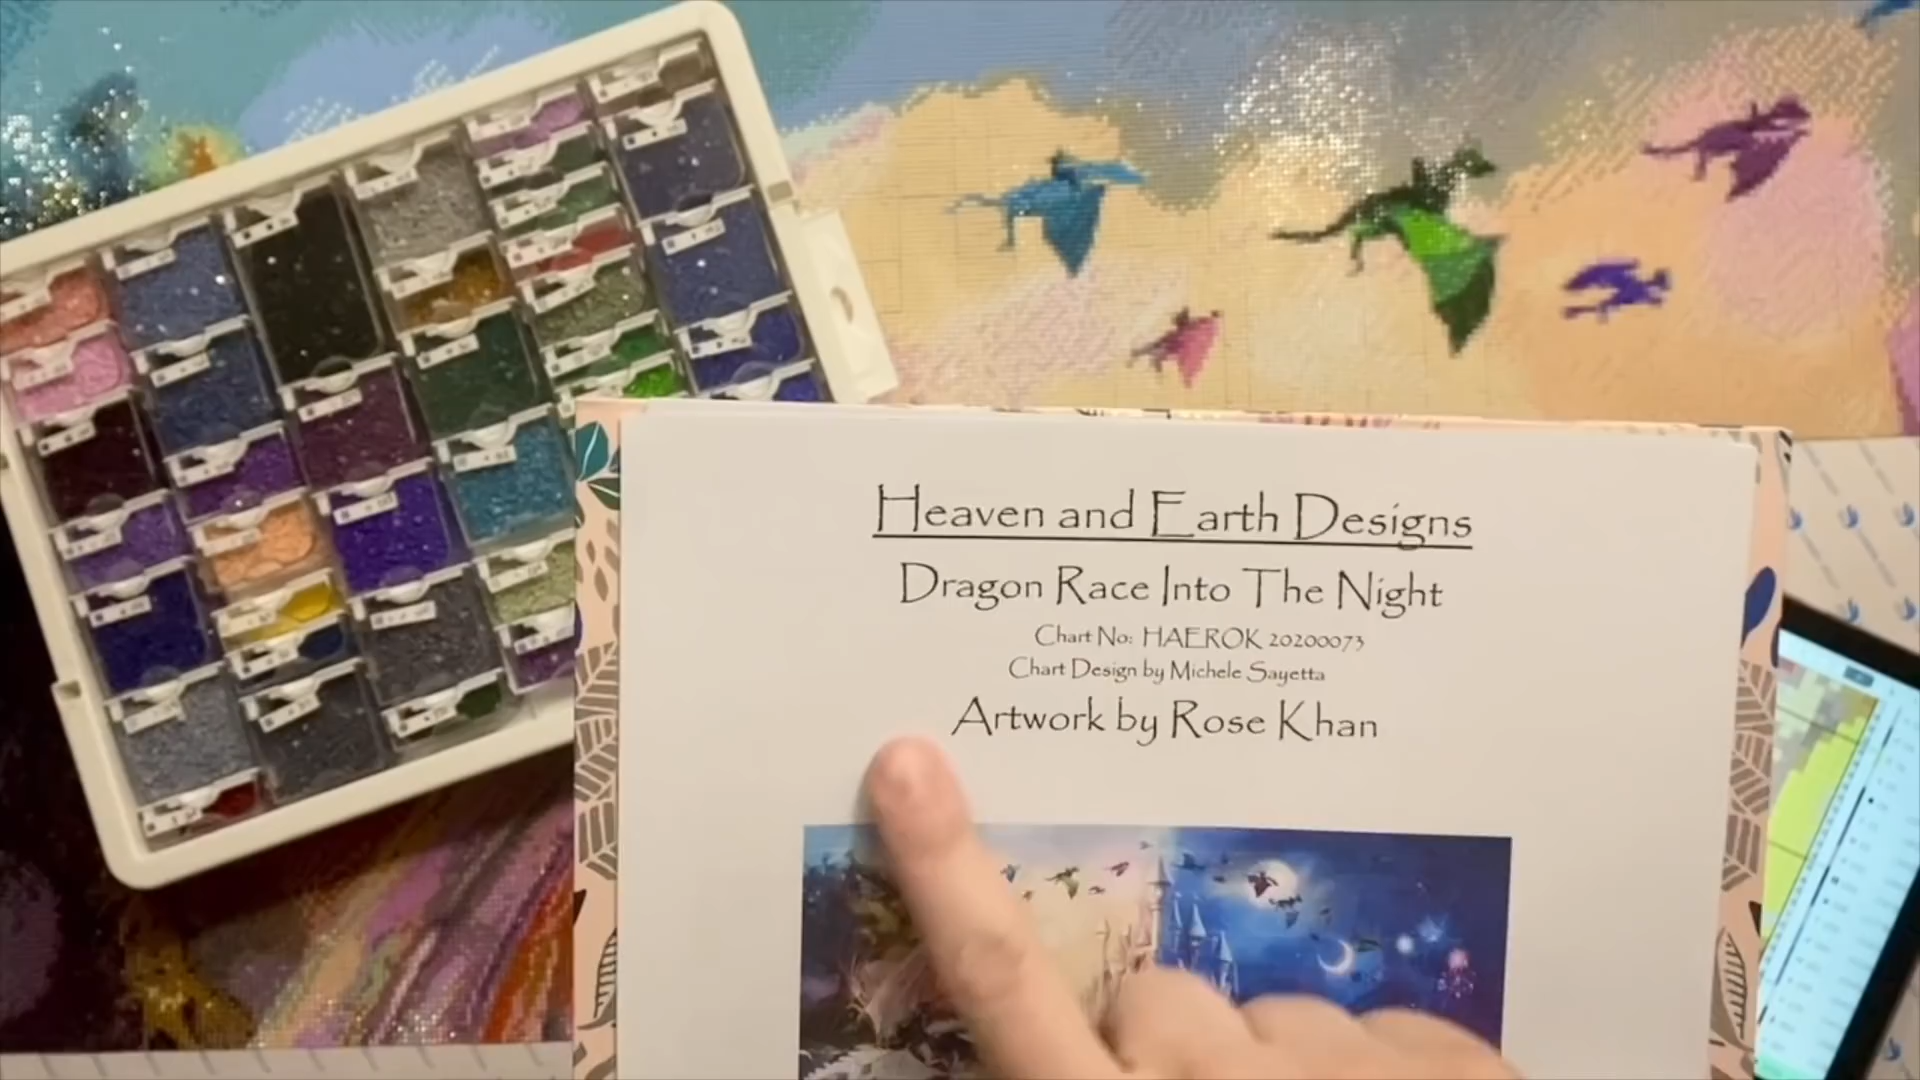 Heaven and Earth Designs
Dragon Race Into The Night
Chart No: HAEROK 20200073
Chart Design by Michele Sayetta
Artwork by Rose Khan